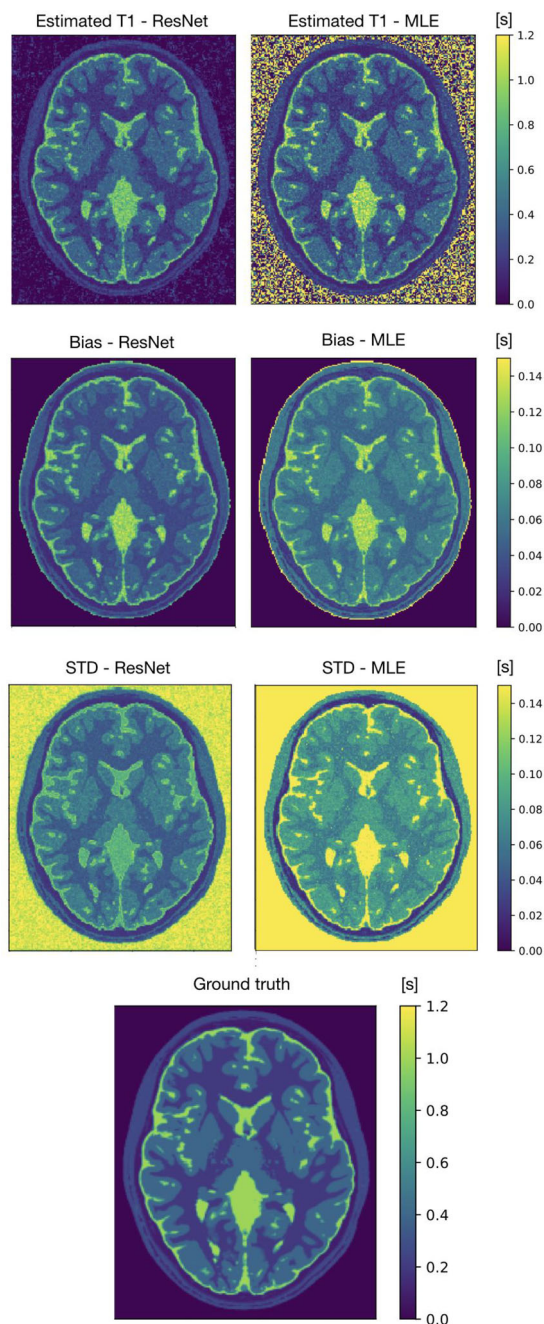 Estimated T1 - ResNet
Estimated T1 - MLE
[s]
1.2
1.0
0.8
0.6
0.4
0.2
0.0
Bias - ResNet
Bias - MLE
[s]
0.14
0.12
0.10
0.08
0.06
0.04
0.02
0.00
STD - ResNet
STD - MLE
[s]
0.14
0.12
0.10
0.08
0.06
0.04
0.02
0.00
Ground truth
[s]
1.2
1.0
0.8
0.6
0.4
0.2
0.0